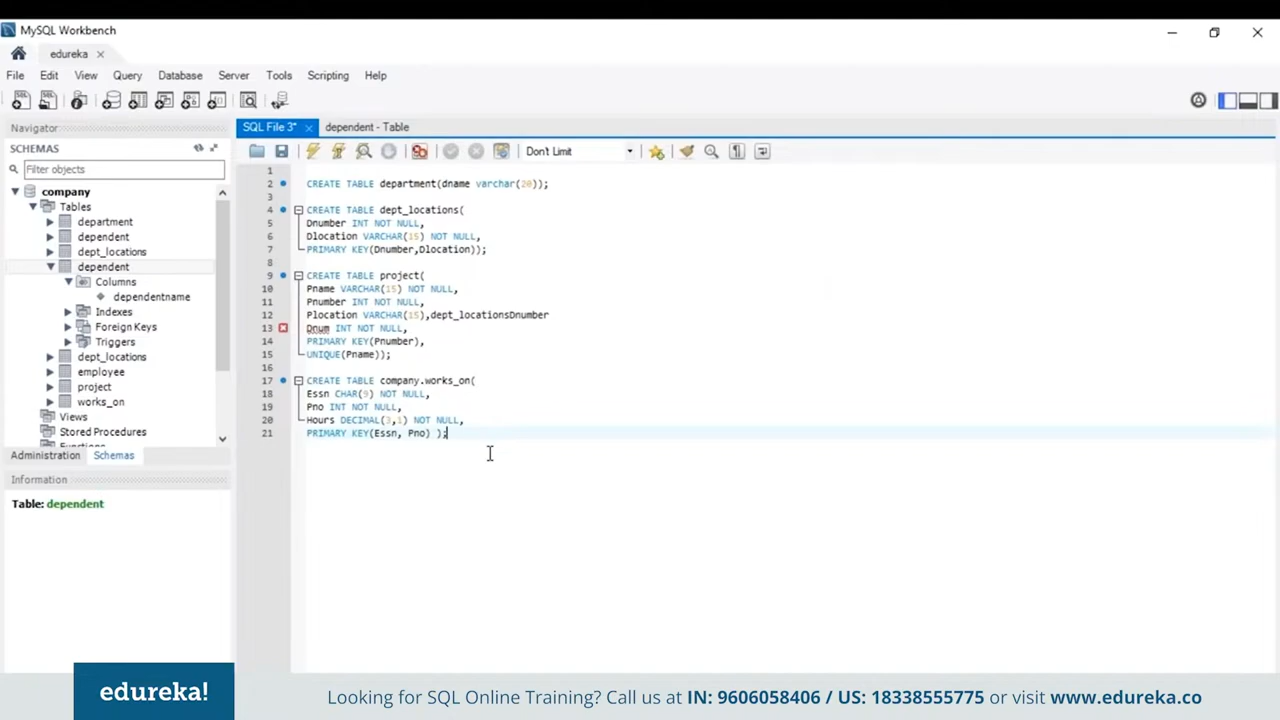 MySQL Workbench
edureka
File Edit View Query Database Server Tools Scripting Help
Navigator
SCHEMAS
Filter objects
company
Tables
department
dependent
dept_locations
dependent
Columns
dependentname
Indexes
Foreign Keys
Triggers
dept_locations
employee
project
works_on
Views
Stored Procedures
Administration Schemas
Information
Table: dependent
SQL File 3* dependent - Table
Don't Limit
1
2 CREATE TABLE department(dname varchar(20));
3
4 CREATE TABLE dept_locations(
5 Dnumber INT NOT NULL,
6 Dlocation VARCHAR(15) NOT NULL,
7 PRIMARY KEY(Dnumber,Dlocation));
8
9 CREATE TABLE project(
10 Pname VARCHAR(15) NOT NULL,
11 Pnumber INT NOT NULL,
12 Plocation VARCHAR(15),dept_locationsDnumber
13 Dnum INT NOT NULL,
14 PRIMARY KEY(Pnumber),
15 UNIQUE(Pname));
16
17 CREATE TABLE company.works_on(
18 Essn CHAR(9) NOT NULL,
19 Pno INT NOT NULL,
20 Hours DECIMAL(3,1) NOT NULL,
21 PRIMARY KEY(Essn, Pno) );
edureka!
Looking for SQL Online Training? Call us at IN: 9606058406 / US: 18338555775 or visit www.edureka.co